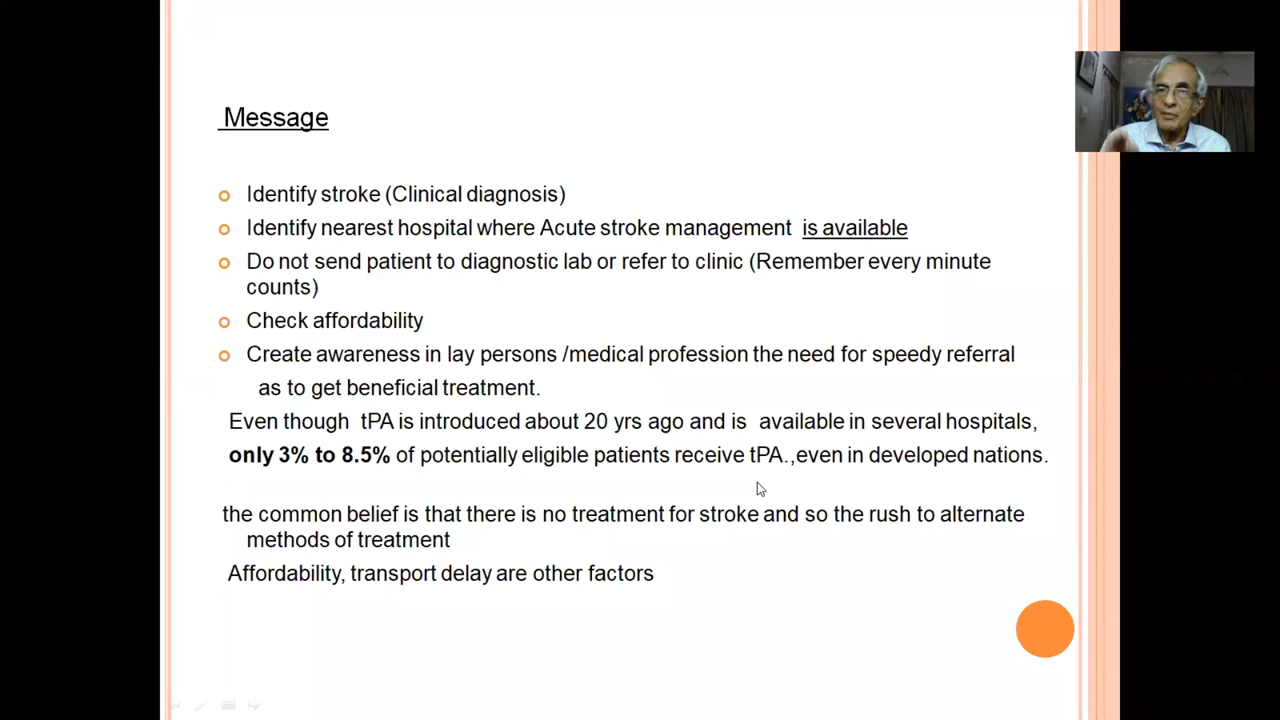 Message
Identify stroke (Clinical diagnosis)
Identify nearest hospital where Acute stroke management is available
Do not send patient to diagnostic lab or refer to clinic (Remember every minute
counts)
Check affordability
Create awareness in lay persons /medical profession the need for speedy referral
as to get beneficial treatment.
Even though tPA is introduced about 20 yrs ago and is available in several hospitals,
only 3% to 8.5% of potentially eligible patients receive tPA.,even in developed nations.
the common belief is that there is no treatment for stroke and so the rush to alternate
methods of treatment
Affordability, transport delay are other factors